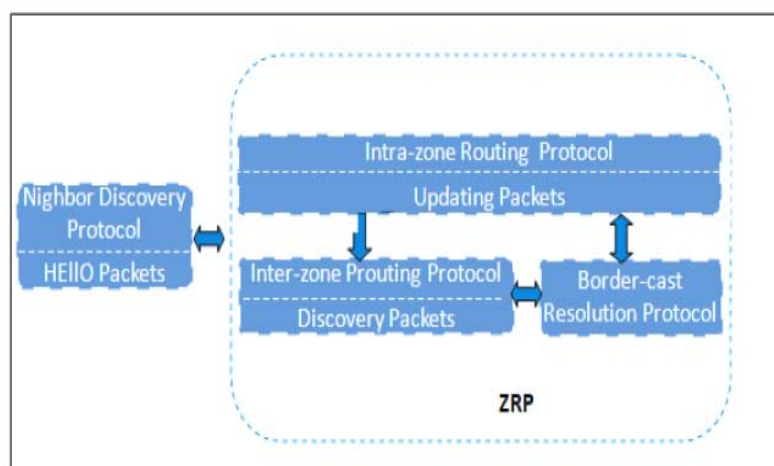 Intra-zone Routing Protocol
Updating Packets
Nighbor Discovery
Protocol
HEllO Packets
Inter-zone Prouting Protocol
Discovery Packets
Border-cast
Resolution Protocol
ZRP